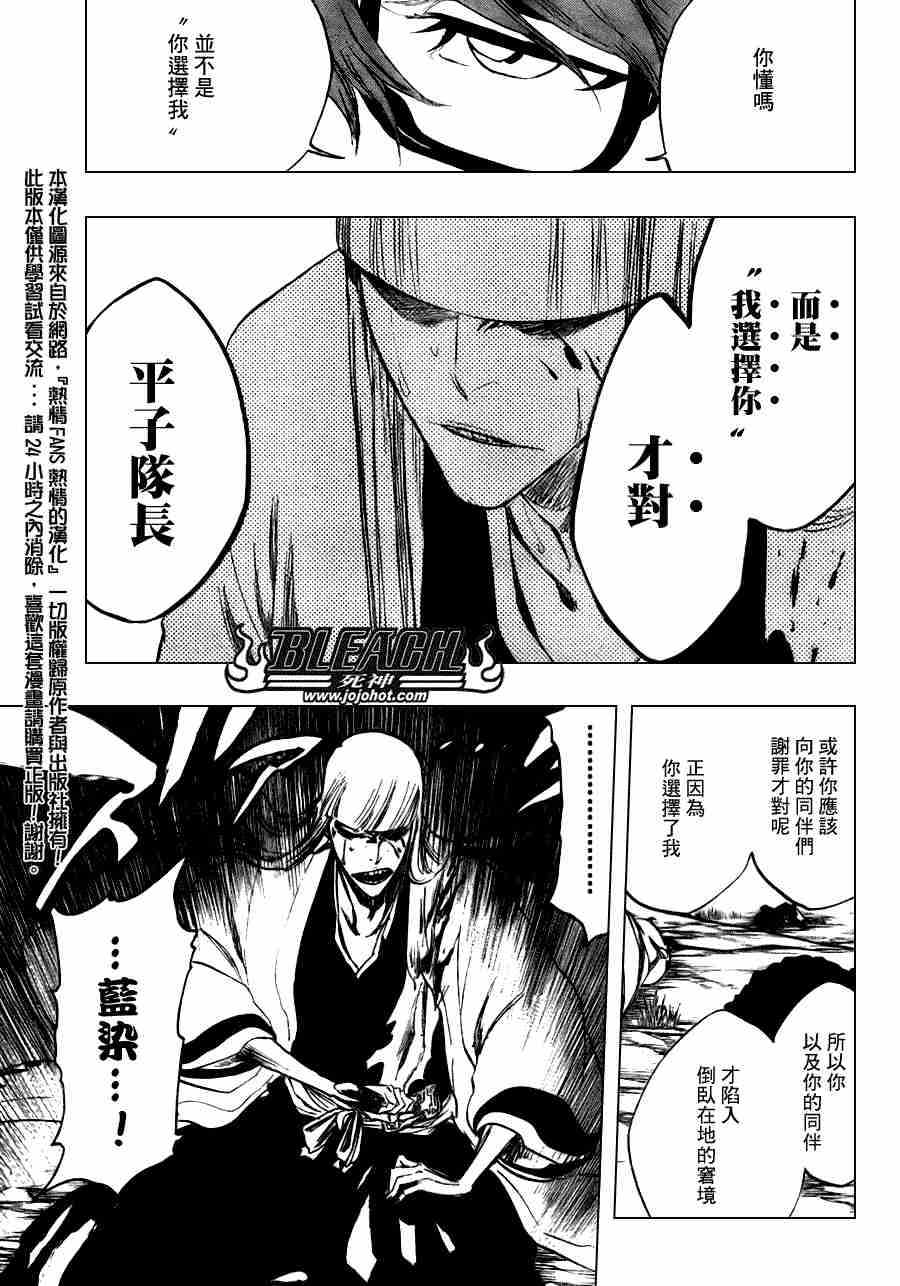 你懂嗎
並不是
〝你選擇我〞
而是
〝我選擇你〞
才對
平子隊長
BLEACH
死神
www.jojohot.com
或許你應該
向你的同伴們
謝罪才對呢
正因為
你選擇了我
所以你
以及你的同伴
才陷入
倒臥在地的窘境
………
…藍染…！
本漢化圖源來自於網路，『熱情FANS 熱情的漢化』一切版權歸原作者與出版社擁有！
此版本僅供學習試看交流...請 24 小時之內消除，喜歡這套漫畫請購買正版！謝謝。